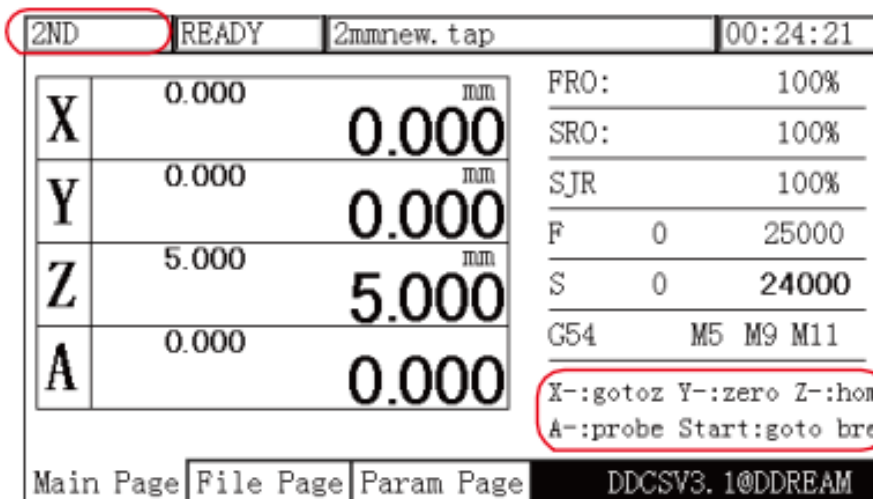 2ND READY 2mmnew.tap 00:24:21
X 0.000 mm 0.000
Y 0.000 mm 0.000
Z 5.000 mm 5.000
A 0.000 0.000
FRO: 100%
SRO: 100%
SJR 100%
F 0 25000
S 0 24000
G54 M5 M9 M11
X-:gotoz Y-:zero Z-:hom
A-:probe Start:goto bre
Main Page File Page Param Page DDCSV3.1@DDREAM